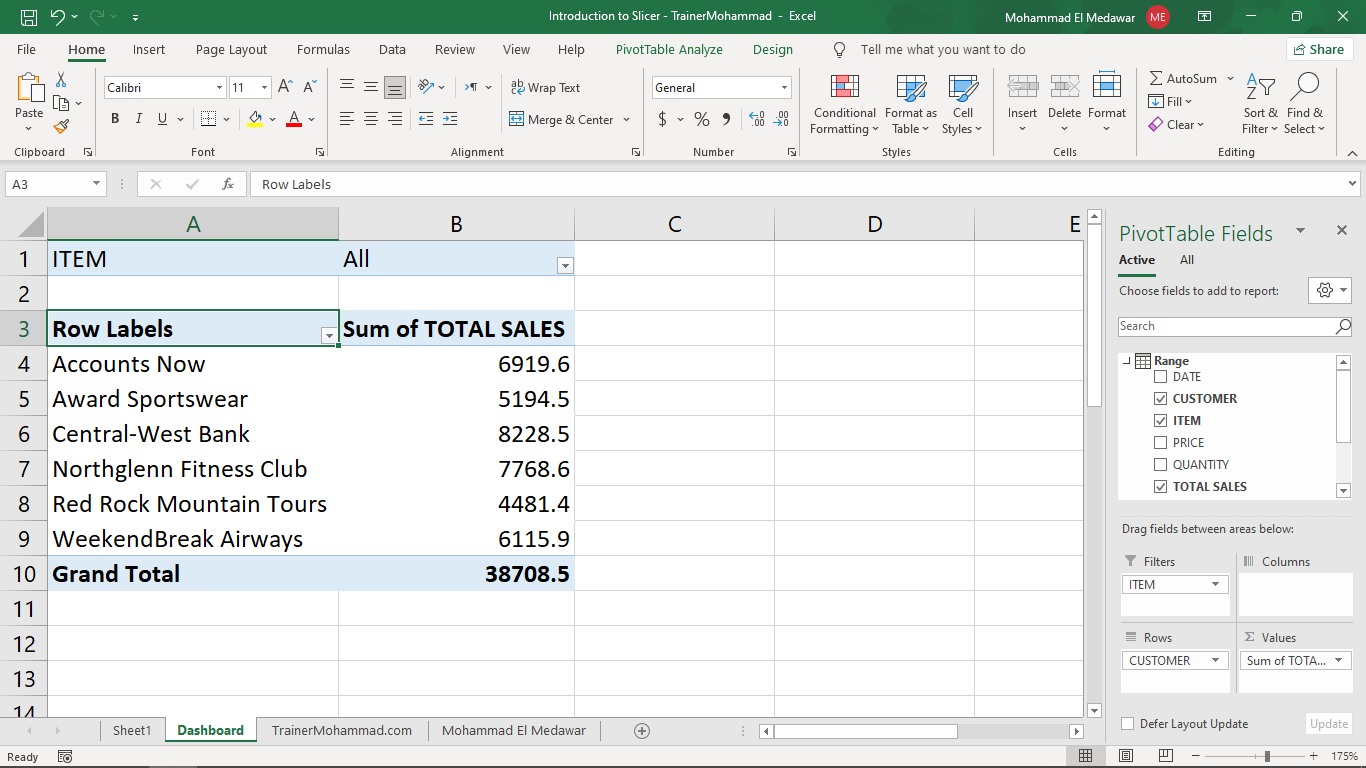 Introduction to Slicer - TrainerMohammad - Excel
Mohammad El Medawar ME
File Home Insert Page Layout Formulas Data Review View Help PivotTable Analyze Design Tell me what you want to do Share
Paste
Clipboard
Calibri 11
B I U A
Font
ab Wrap Text
Merge & Center
Alignment
General
$ % 9 .00 .00
Number
Conditional Formatting
Format as Table
Cell Styles
Styles
Insert
Delete
Format
Cells
AutoSum
Fill
Clear
Sort & Filter
Find & Select
Editing
A3 fx Row Labels
A B C D E
1 ITEM All
2
3 Row Labels Sum of TOTAL SALES
4 Accounts Now 6919.6
5 Award Sportswear 5194.5
6 Central-West Bank 8228.5
7 Northglenn Fitness Club 7768.6
8 Red Rock Mountain Tours 4481.4
9 WeekendBreak Airways 6115.9
10 Grand Total 38708.5
11
12
13
14
PivotTable Fields
Active All
Choose fields to add to report:
Search
Range
DATE
CUSTOMER
ITEM
PRICE
QUANTITY
TOTAL SALES
Drag fields between areas below:
Filters
ITEM
Columns
Rows
CUSTOMER
Σ Values
Sum of TOTA...
Defer Layout Update Update
Sheet1 Dashboard TrainerMohammad.com Mohammad El Medawar
Ready
175%